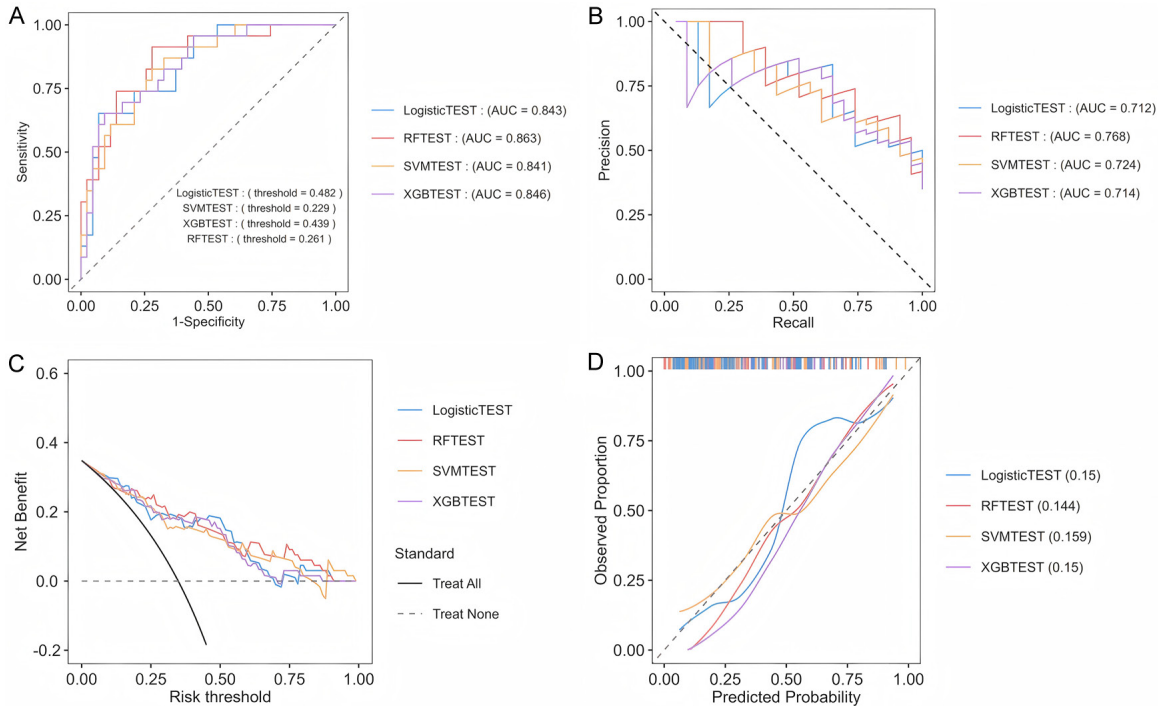 A
1.00
0.75
0.50
0.25
0.00
Sensitivity
0.00 0.25 0.50 0.75 1.00
1-Specificity
LogisticTEST : ( threshold = 0.482 )
SVMTEST : ( threshold = 0.229 )
XGBTEST : ( threshold = 0.439 )
RFTEST : ( threshold = 0.261 )
LogisticTEST : (AUC = 0.843)
RFTEST : (AUC = 0.863)
SVMTEST : (AUC = 0.841)
XGBTEST : (AUC = 0.846)
B
1.00
0.75
0.50
0.25
0.00
Precision
0.00 0.25 0.50 0.75 1.00
Recall
LogisticTEST : (AUC = 0.712)
RFTEST : (AUC = 0.768)
SVMTEST : (AUC = 0.724)
XGBTEST : (AUC = 0.714)
C
0.6
0.4
0.2
0.0
-0.2
Net Benefit
0.00 0.25 0.50 0.75 1.00
Risk threshold
LogisticTEST
RFTEST
SVMTEST
XGBTEST
Standard
Treat All
Treat None
D
1.00
0.75
0.50
0.25
0.00
Observed Proportion
0.00 0.25 0.50 0.75 1.00
Predicted Probability
LogisticTEST (0.15)
RFTEST (0.144)
SVMTEST (0.159)
XGBTEST (0.15)